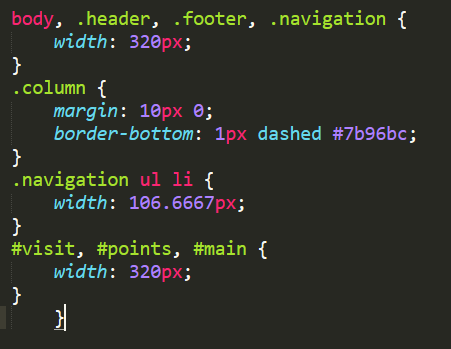 body, .header, .footer, .navigation {
    width: 320px;
}
.column {
    margin: 10px 0;
    border-bottom: 1px dashed #7b96bc;
}
.navigation ul li {
    width: 106.6667px;
}
#visit, #points, #main {
    width: 320px;
}
    }